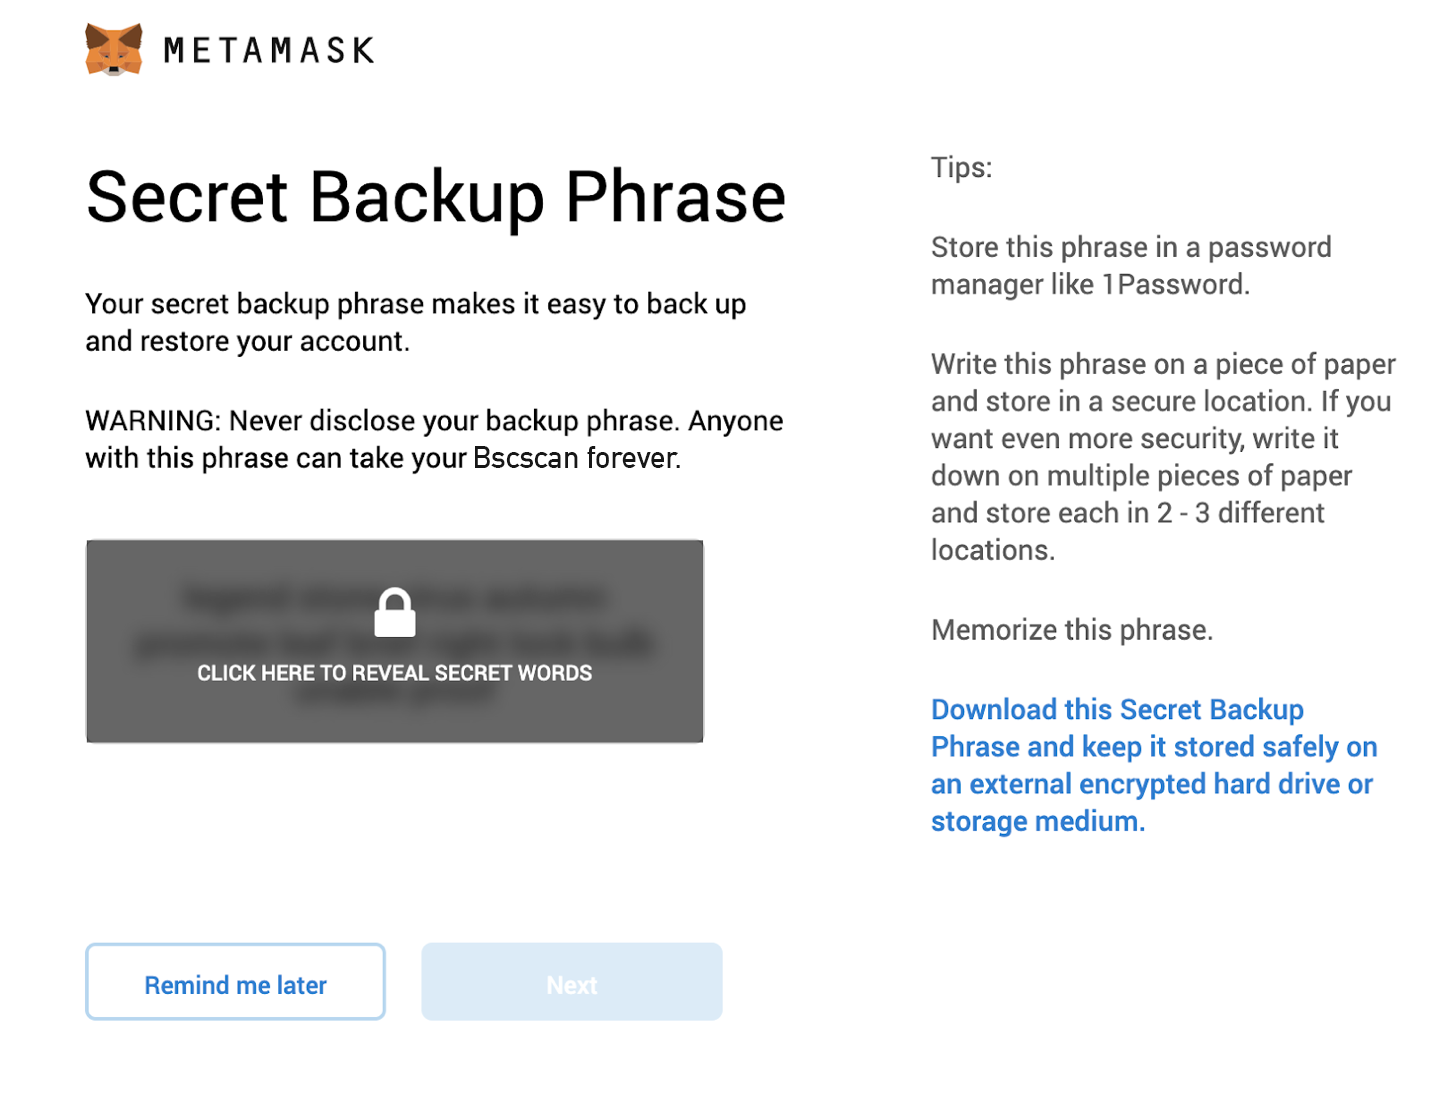 METAMASK
Secret Backup Phrase
Your secret backup phrase makes it easy to back up
and restore your account.
WARNING: Never disclose your backup phrase. Anyone
with this phrase can take your Bscscan forever.
CLICK HERE TO REVEAL SECRET WORDS
Remind me later
Next
Tips:
Store this phrase in a password
manager like 1Password.
Write this phrase on a piece of paper
and store in a secure location. If you
want even more security, write it
down on multiple pieces of paper
and store each in 2 - 3 different
locations.
Memorize this phrase.
Download this Secret Backup
Phrase and keep it stored safely on
an external encrypted hard drive or
storage medium.